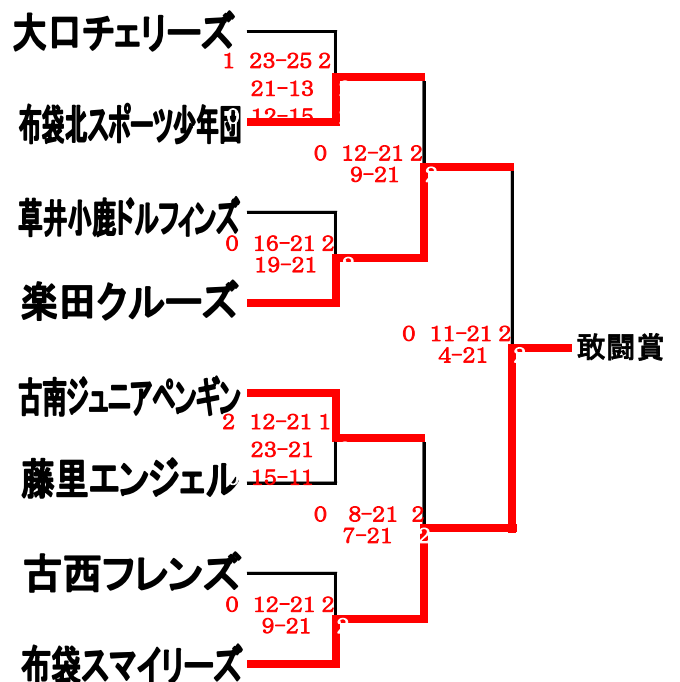 大口チェリーズ
1 23-25 2
21-13
12-15
布袋北スポーツ少年団
0 12-21 2
9-21
草井小鹿ドルフィンズ
0 16-21 2
19-21
楽田クルーズ
0 11-21 2
4-21
敢闘賞
古南ジュニアペンギン
2 12-21 1
23-21
15-11
藤里エンジェル
0 8-21 2
7-21 2
古西フレンズ
0 12-21 2
9-21
布袋スマイリーズ